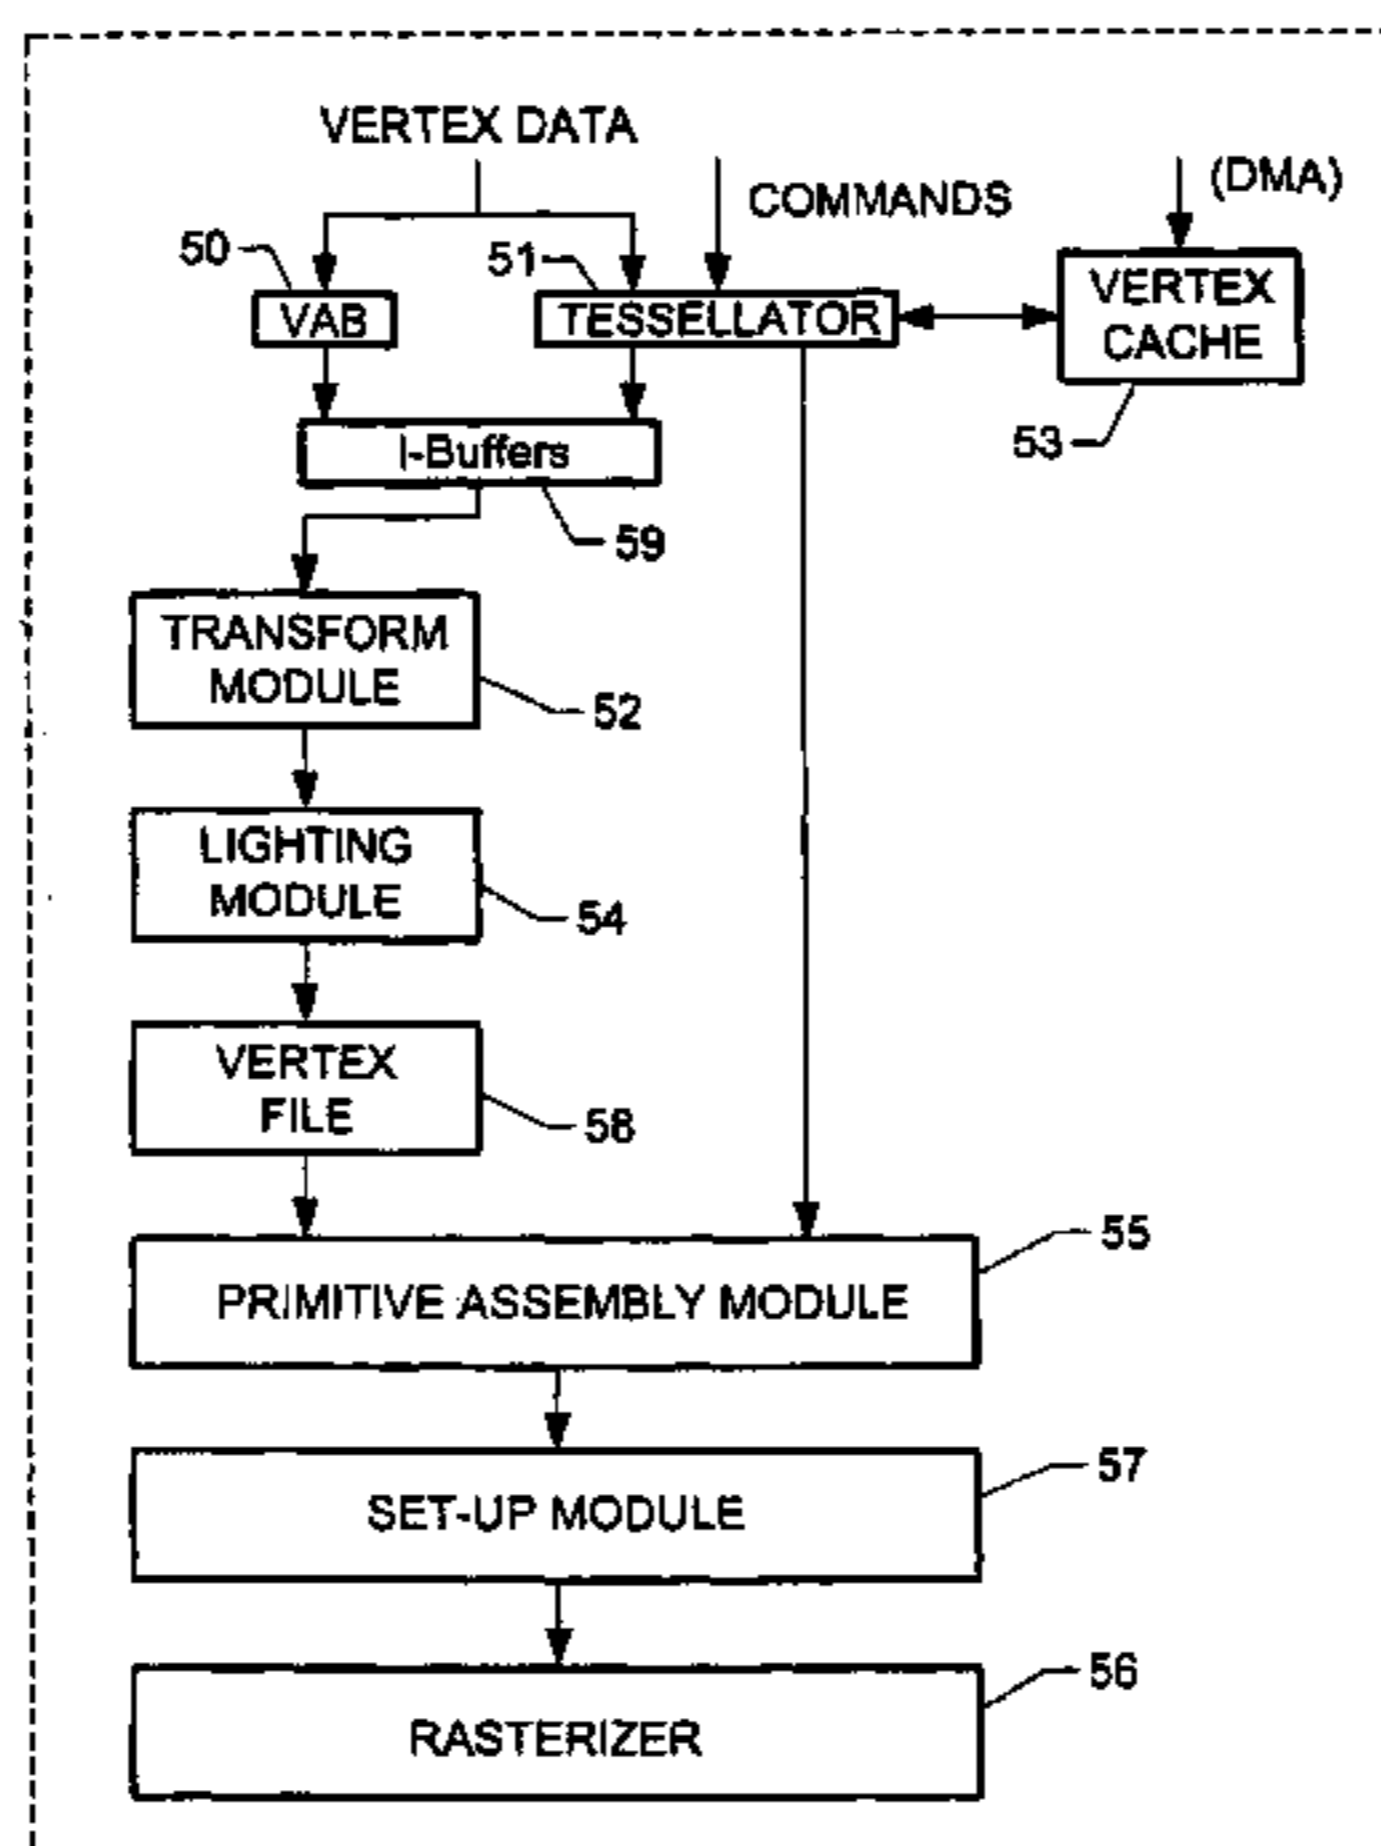 VERTEX DATA
COMMANDS
(DMA)
50
51
VAB
TESSELLATOR
VERTEX
CACHE
53
I-Buffers
59
TRANSFORM
MODULE
52
LIGHTING
MODULE
54
VERTEX
FILE
58
55
PRIMITIVE ASSEMBLY MODULE
57
SET-UP MODULE
56
RASTERIZER